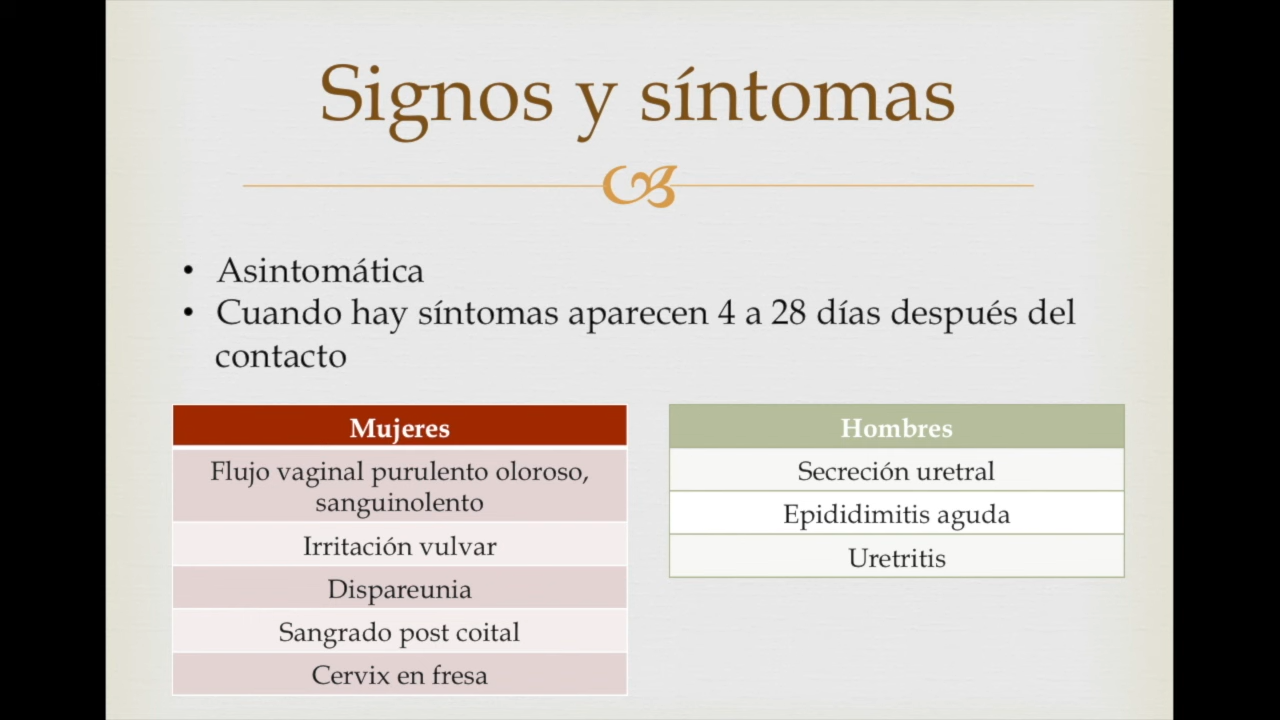 Signos y síntomas
• Asintomática
• Cuando hay síntomas aparecen 4 a 28 días después del
contacto
Mujeres
Flujo vaginal purulento oloroso,
sanguinolento
Irritación vulvar
Dispareunia
Sangrado post coital
Cervix en fresa
Hombres
Secreción uretral
Epididimitis aguda
Uretritis